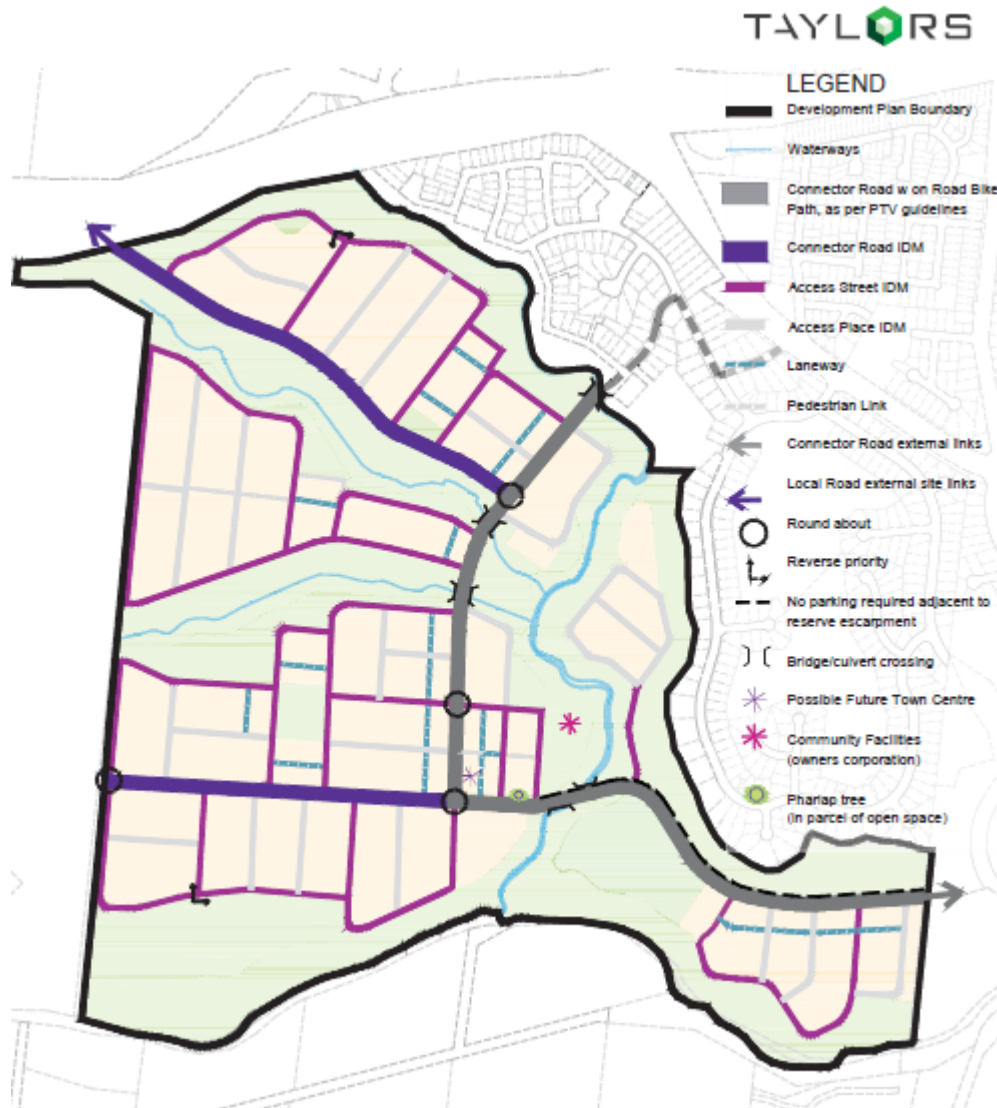 TAYLORS
LEGEND
Development Plan Boundary
Waterways
Connector Road w on Road Bike
Path, as per PTV guidelines
Connector Road IDM
Access Street IDM
Access Place IDM
Laneway
Pedestrian Link
Connector Road external links
Local Road external site links
Round about
Reverse priority
No parking required adjacent to
reserve escarpment
Bridge/culvert crossing
Possible Future Town Centre
Community Facilities
(owners corporation)
Pharlap tree
(in parcel of open space)